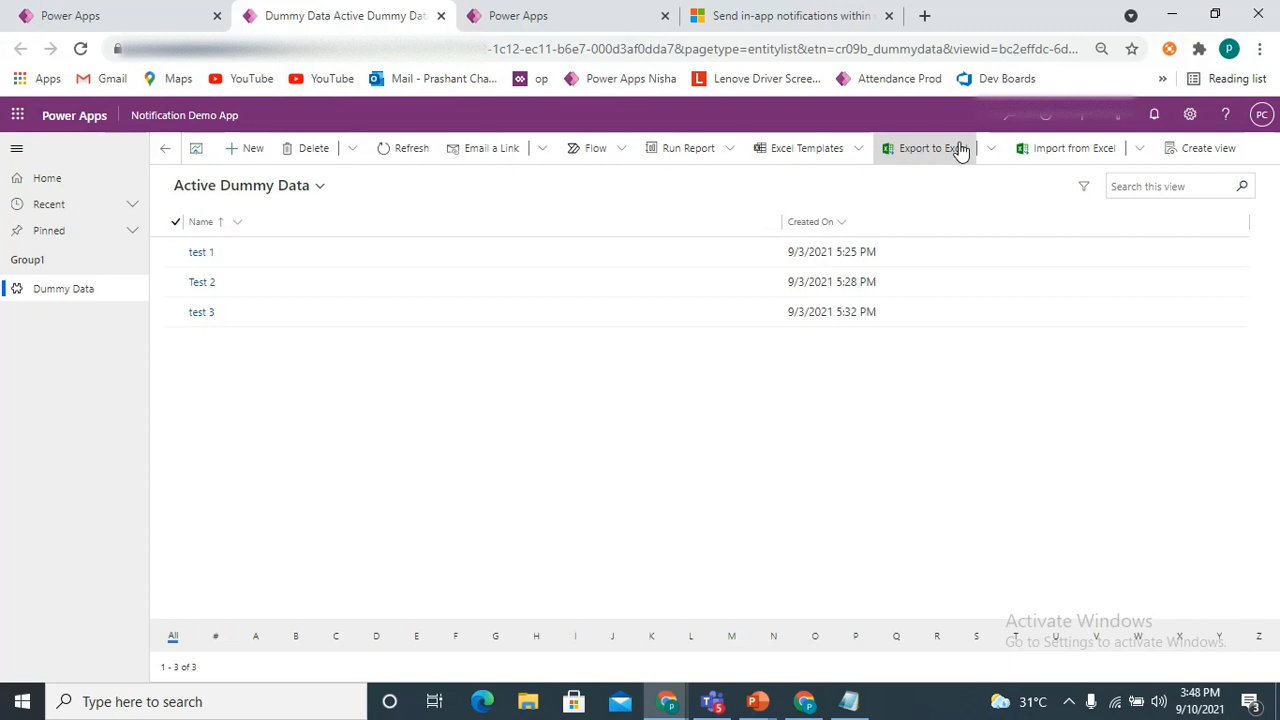 Power Apps
Dummy Data Active Dummy Dat
Power Apps
Send in-app notifications within
-1c12-ec11-b6e7-000d3af0dda7&pagetype=entitylist&etn=cr09b_dummydata&viewid=bc2effdc-6d...
P
Apps
Gmail
Maps
YouTube
YouTube
Mail - Prashant Cha...
op
Power Apps Nisha
Lenove Driver Scree...
Attendance Prod
Dev Boards
»
Reading list
Power Apps
Notification Demo App
?
PC
New
Delete
Refresh
Email a Link
Flow
Run Report
Excel Templates
Export to Exc
Import from Excel
Create view
Home
Recent
Pinned
Group1
Dummy Data
Active Dummy Data
Search this view
Name
Created On
test 1
9/3/2021 5:25 PM
Test 2
9/3/2021 5:28 PM
test 3
9/3/2021 5:32 PM
All # A B C D E F G H I J K L M N O P Q R S T U V W X Y Z
1 - 3 of 3
Activate Windows
Go to Settings to activate Windows.
Type here to search
31°C
3:48 PM
9/10/2021
3